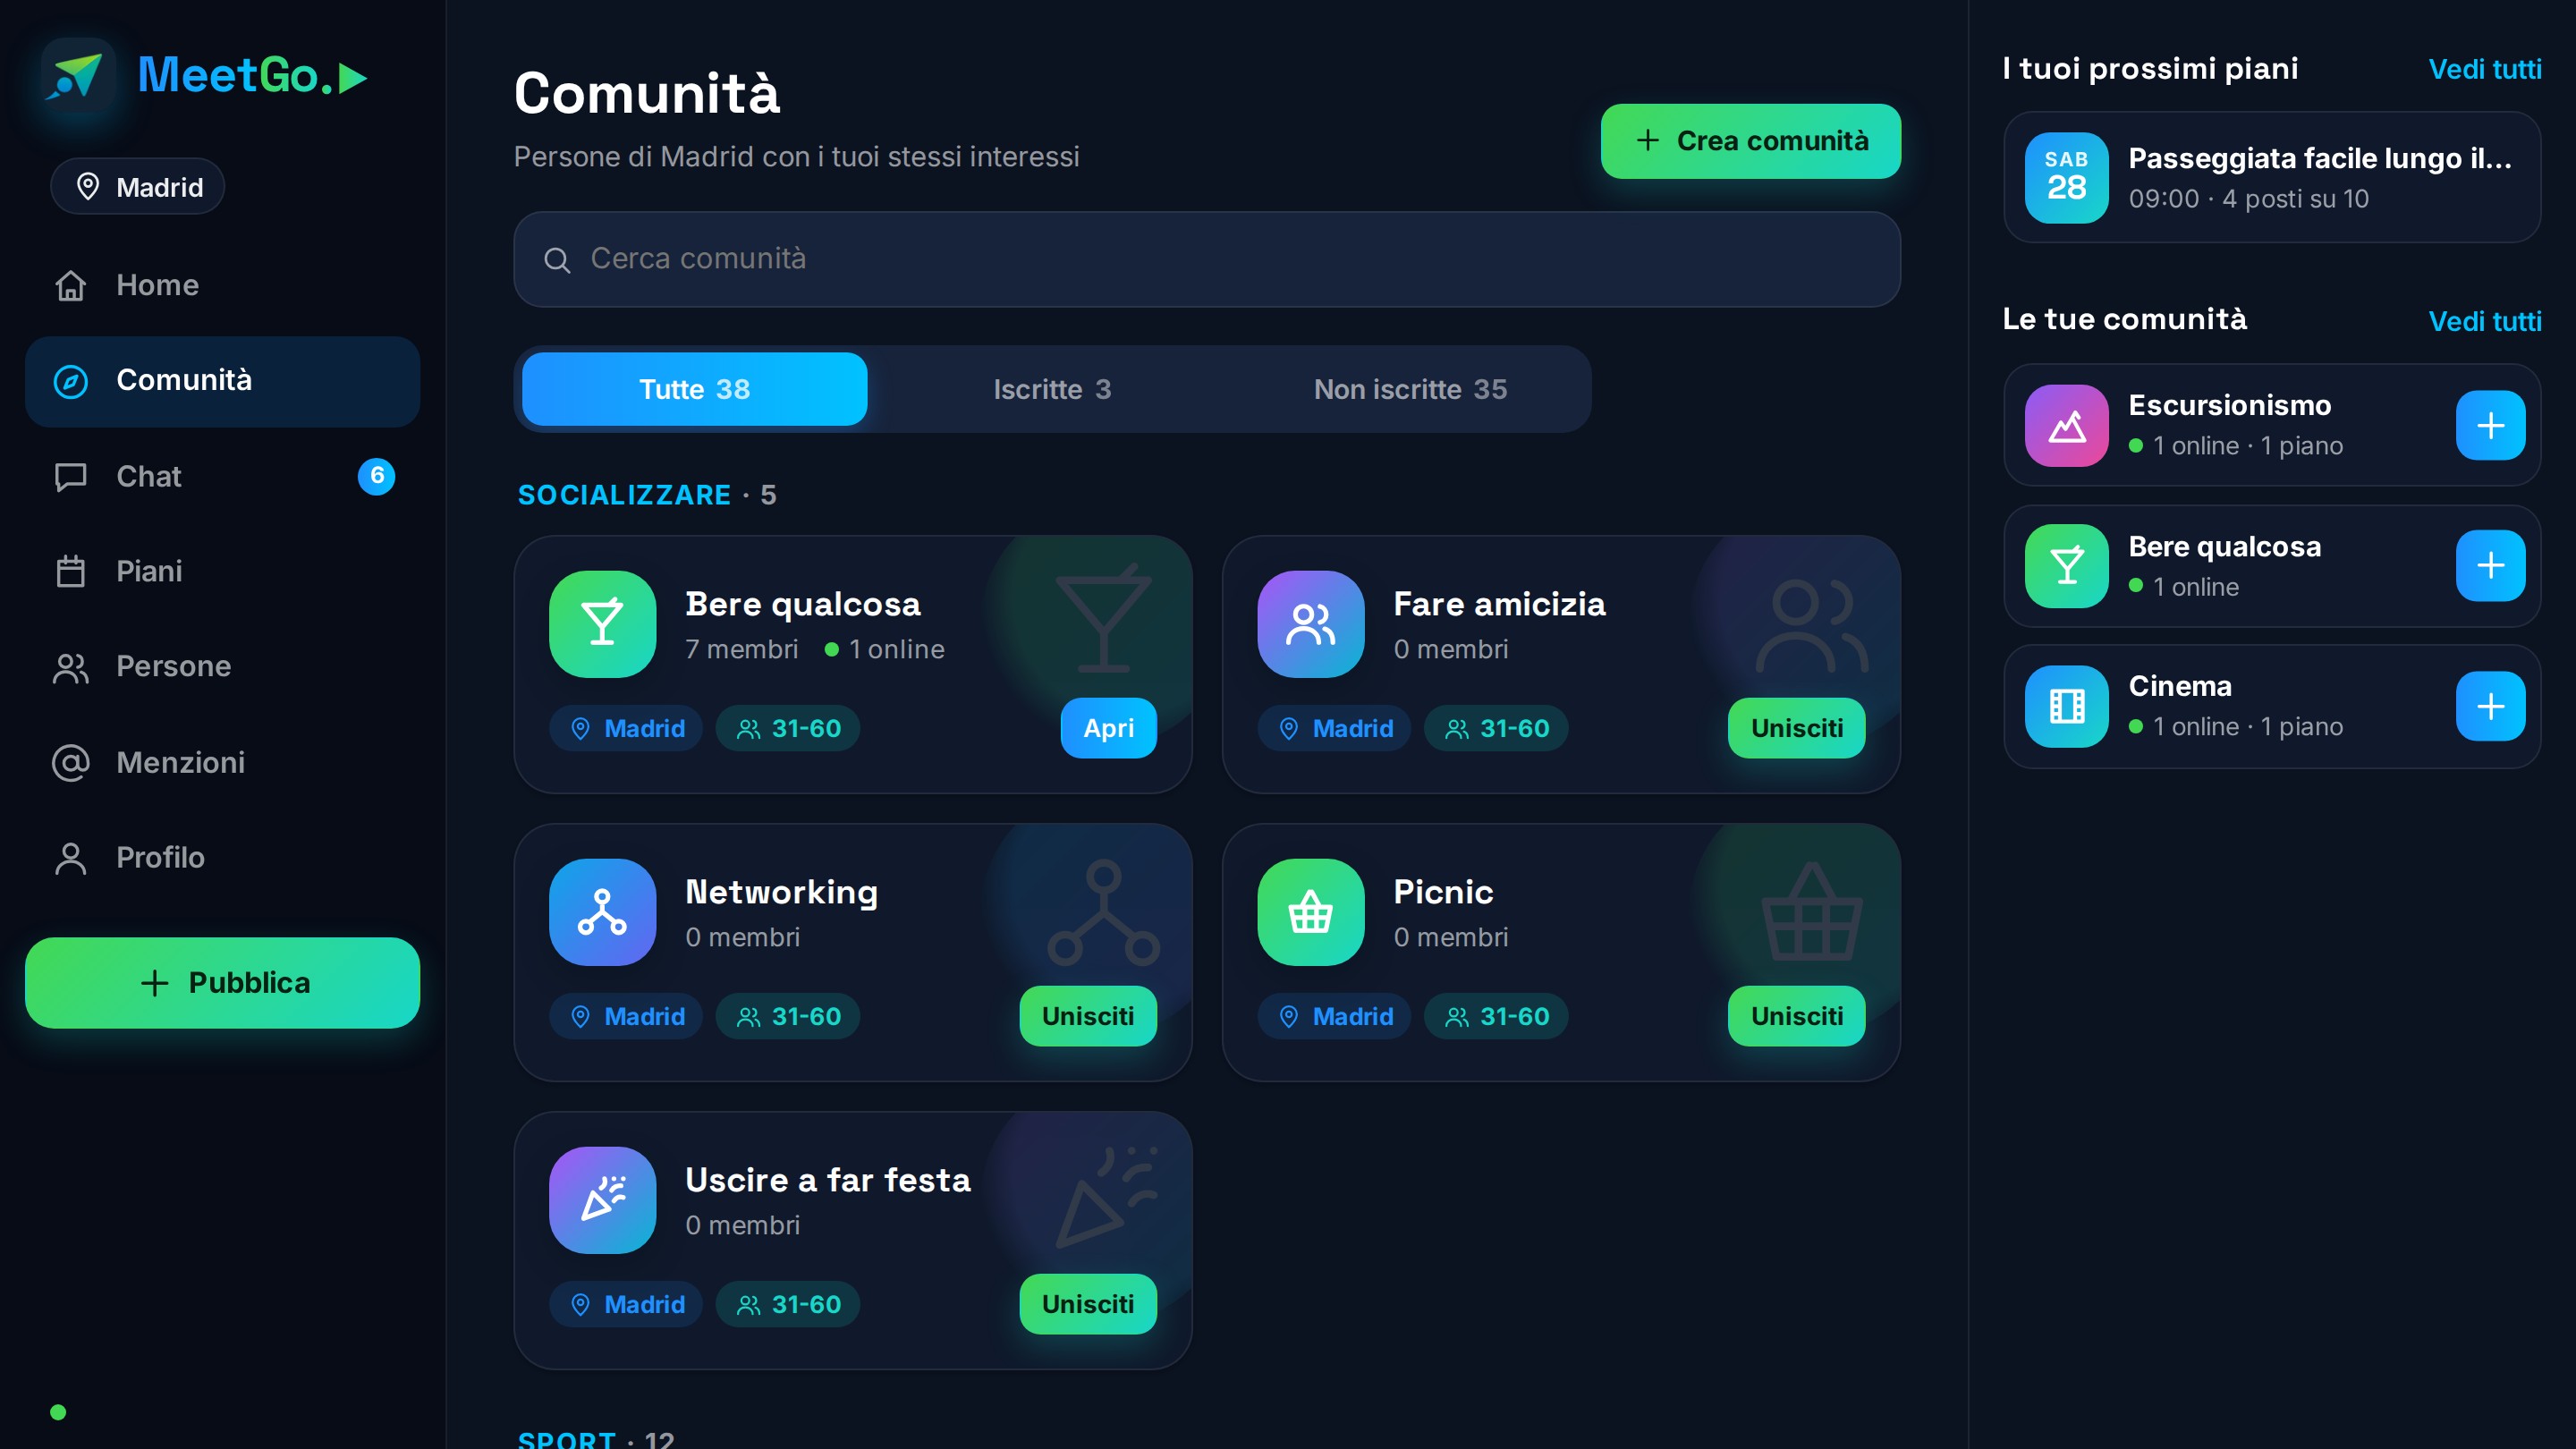 MeetGo.
Madrid
Home
Comunità
Chat
6
Piani
Persone
Menzioni
Profilo
Pubblica
Comunità
Persone di Madrid con i tuoi stessi interessi
Crea comunità
Cerca comunità
Tutte 38
Iscritte 3
Non iscritte 35
SOCIALIZZARE · 5
Bere qualcosa
7 membri 1 online
Madrid
31-60
Apri
Fare amicizia
0 membri
Madrid
31-60
Unisciti
Networking
0 membri
Madrid
31-60
Unisciti
Picnic
0 membri
Madrid
31-60
Unisciti
Uscire a far festa
0 membri
Madrid
31-60
Unisciti
SPORT · 12
I tuoi prossimi piani
Vedi tutti
SAB
28
Passeggiata facile lungo il...
09:00 · 4 posti su 10
Le tue comunità
Vedi tutti
Escursionismo
1 online · 1 piano
Bere qualcosa
1 online
Cinema
1 online · 1 piano